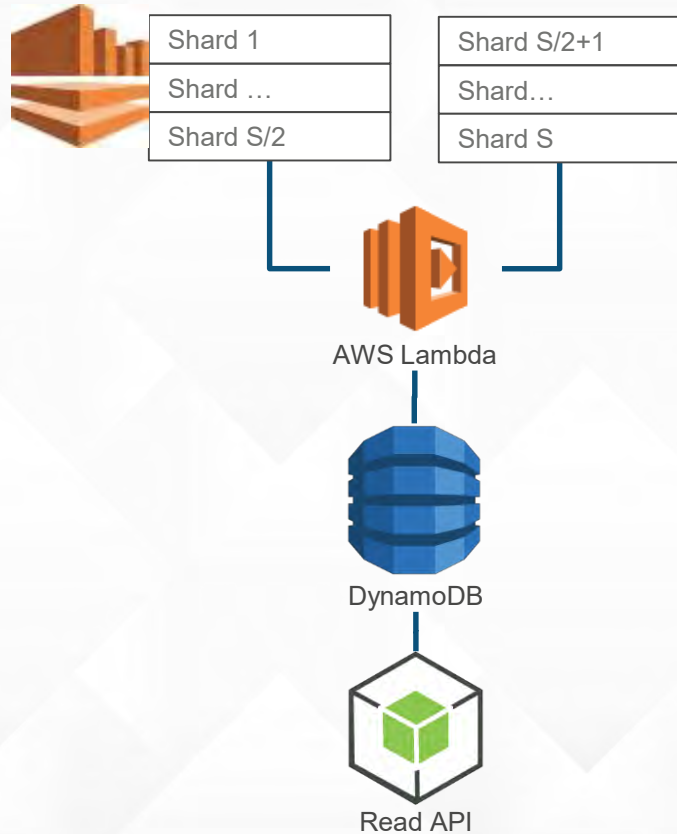 Shard 1
Shard …
Shard S/2
Shard S/2+1
Shard…
Shard S
AWS Lambda
DynamoDB
Read API